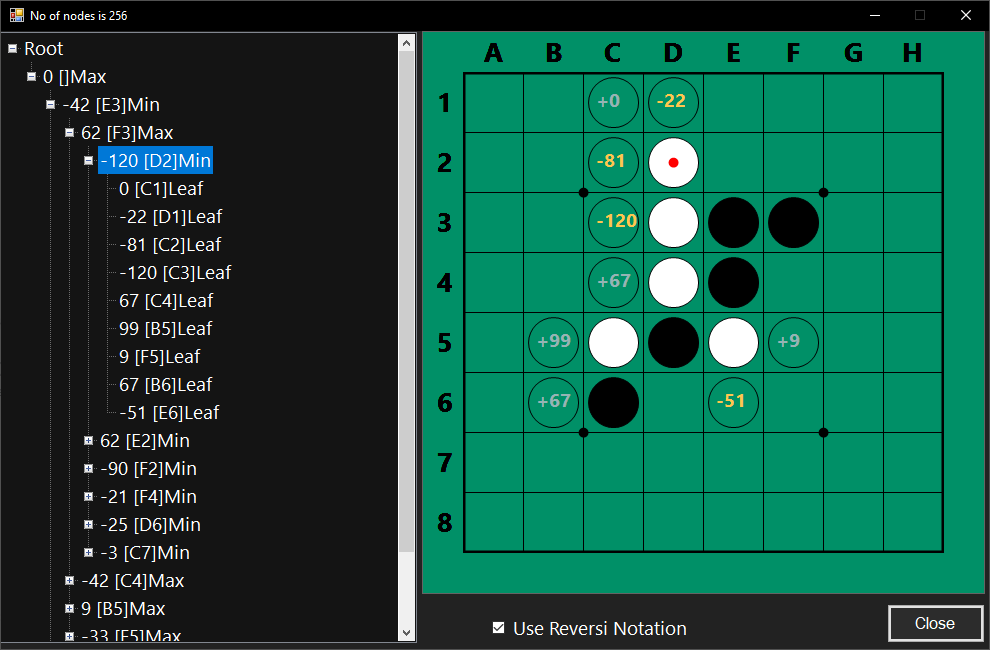 No of nodes is 256
Root
0 []Max
-42 [E3]Min
62 [F3]Max
-120 [D2]Min
0 [C1]Leaf
-22 [D1]Leaf
-81 [C2]Leaf
-120 [C3]Leaf
67 [C4]Leaf
99 [B5]Leaf
9 [F5]Leaf
67 [B6]Leaf
-51 [E6]Leaf
62 [E2]Min
-90 [F2]Min
-21 [F4]Min
-25 [D6]Min
-3 [C7]Min
-42 [C4]Max
9 [B5]Max
-33 [F5]Max
A B C D E F G H
1 +0 -22
2 -81
3 -120
4 +67
5 +99 +9
6 +67 -51
7
8
Use Reversi Notation
Close